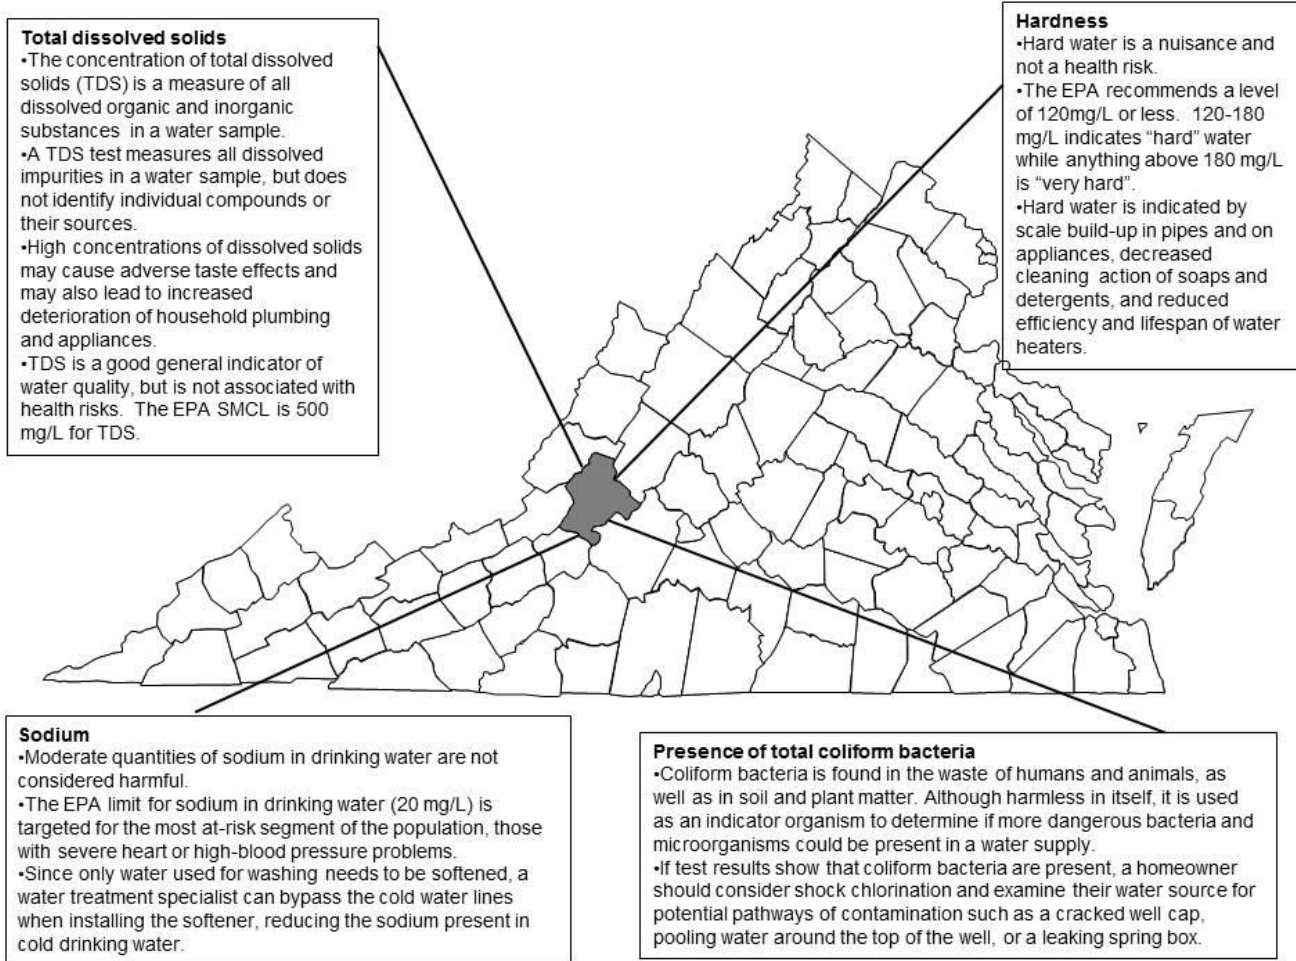 Total dissolved solids
•The concentration of total dissolved
solids (TDS) is a measure of all
dissolved organic and inorganic
substances in a water sample.
•A TDS test measures all dissolved
impurities in a water sample, but does
not identify individual compounds or
their sources.
•High concentrations of dissolved solids
may cause adverse taste effects and
may also lead to increased
deterioration of household plumbing
and appliances.
•TDS is a good general indicator of
water quality, but is not associated with
health risks. The EPA SMCL is 500
mg/L for TDS.
Hardness
•Hard water is a nuisance and
not a health risk.
•The EPA recommends a level
of 120mg/L or less. 120-180
mg/L indicates “hard” water
while anything above 180 mg/L
is “very hard”.
•Hard water is indicated by
scale build-up in pipes and on
appliances, decreased
cleaning action of soaps and
detergents, and reduced
efficiency and lifespan of water
heaters.
Sodium
•Moderate quantities of sodium in drinking water are not
considered harmful.
•The EPA limit for sodium in drinking water (20 mg/L) is
targeted for the most at-risk segment of the population, those
with severe heart or high-blood pressure problems.
•Since only water used for washing needs to be softened, a
water treatment specialist can bypass the cold water lines
when installing the softener, reducing the sodium present in
cold drinking water.
Presence of total coliform bacteria
•Coliform bacteria is found in the waste of humans and animals, as
well as in soil and plant matter. Although harmless in itself, it is used
as an indicator organism to determine if more dangerous bacteria and
microorganisms could be present in a water supply.
•If test results show that coliform bacteria are present, a homeowner
should consider shock chlorination and examine their water source for
potential pathways of contamination such as a cracked well cap,
pooling water around the top of the well, or a leaking spring box.